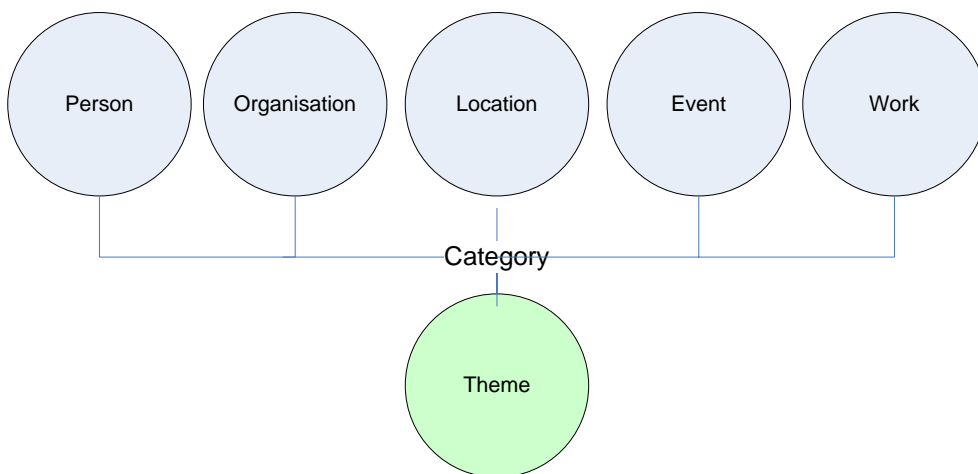 Person
Organisation
Location
Event
Work
Category
Theme